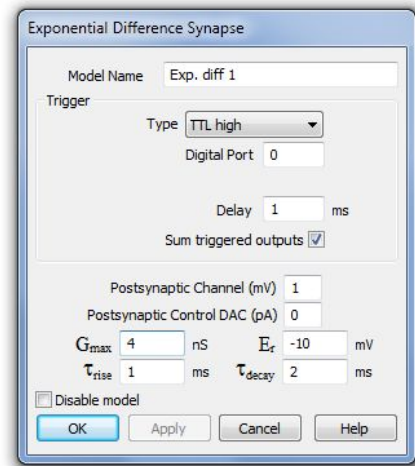 Exponential Difference Synapse
Model Name Exp. diff 1
Trigger
Type TTL high
Digital Port 0
Delay 1 ms
Sum triggered outputs
Postsynaptic Channel (mV) 1
Postsynaptic Control DAC (pA) 0
Gmax 4 nS Er -10 mV
τrise 1 ms τdecay 2 ms
Disable model
OK Apply Cancel Help